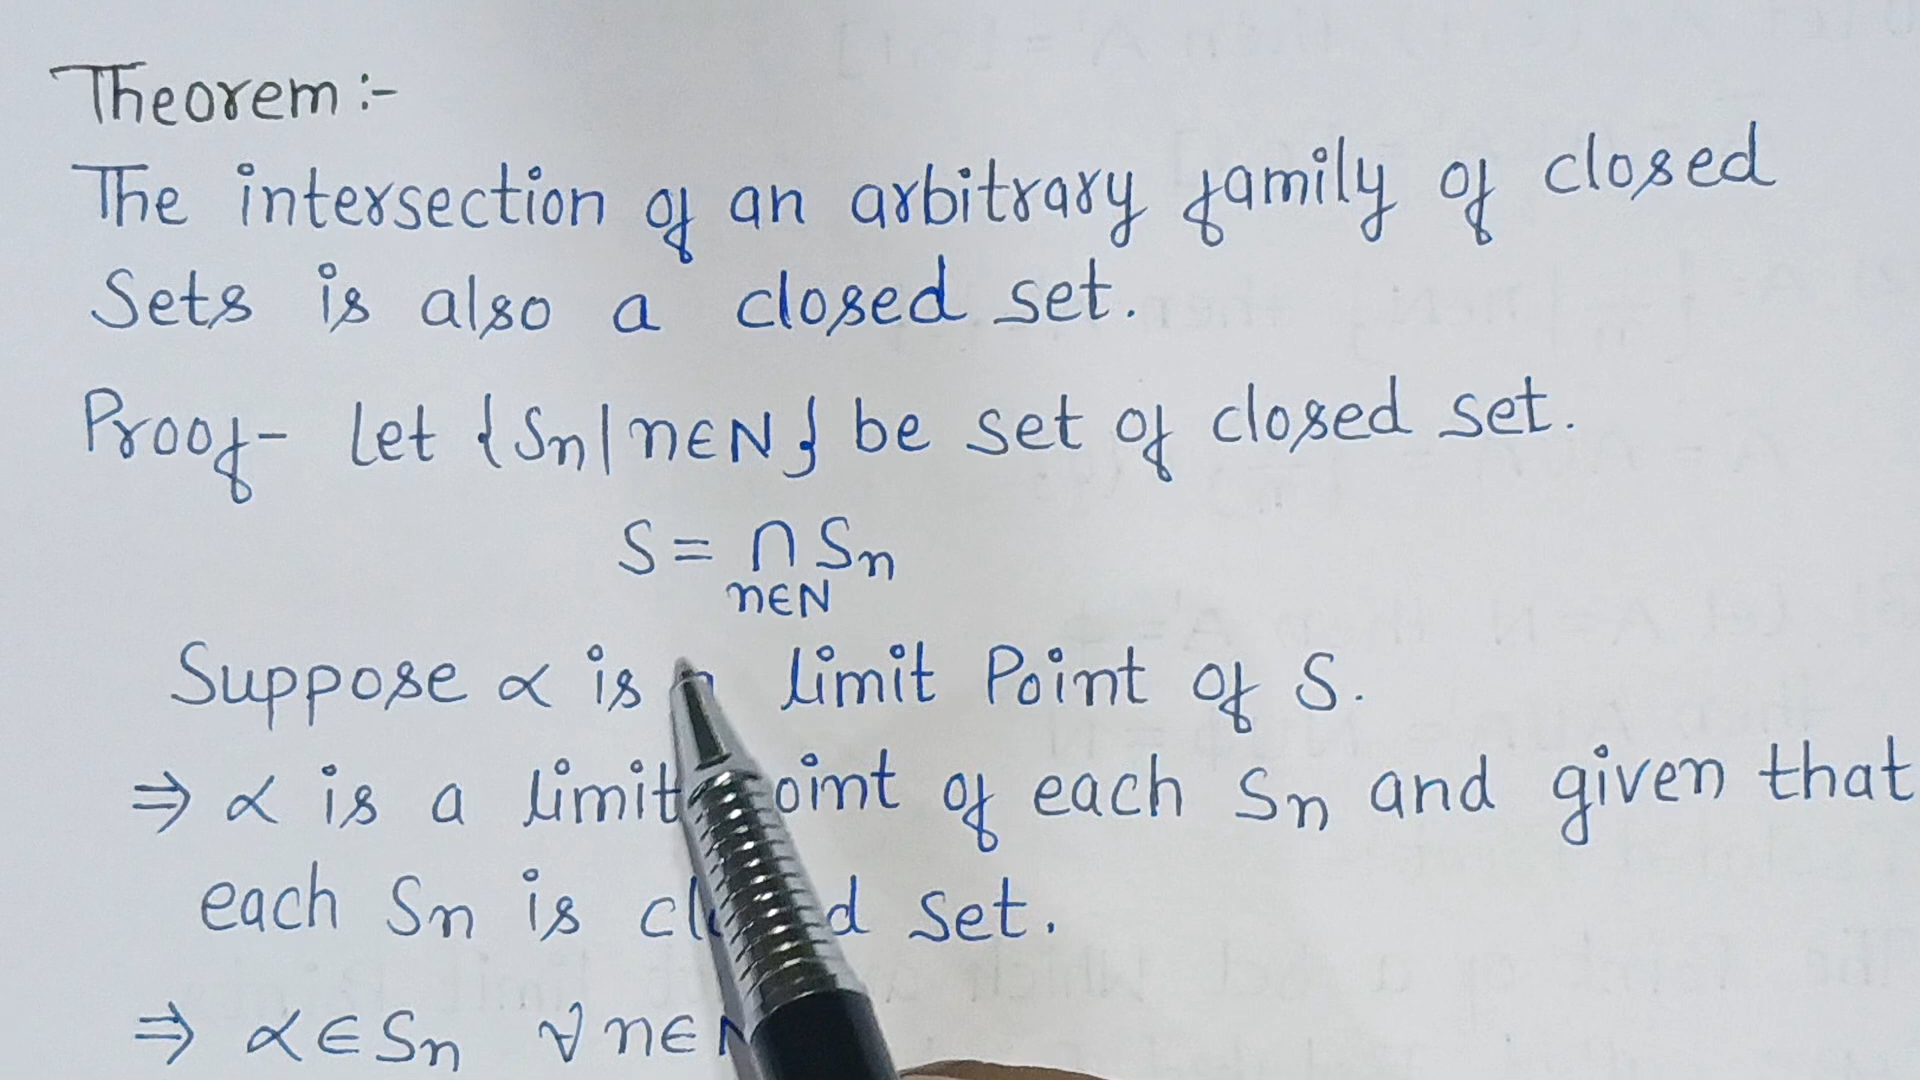 Theorem :-
The intersection of an arbitrary family of closed
Sets is also a closed set.
Proof- Let {Sn | n∈N} be set of closed set.
S = ∩ Sn
n∈N
Suppose α is limit Point of S.
⇒ α is a limit of each Sn and given that
each Sn is set.
⇒ α∈Sn ∀ n∈